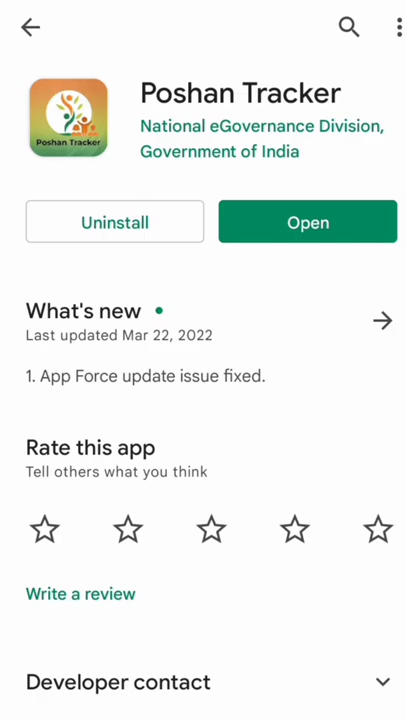 Poshan Tracker
Poshan Tracker
National eGovernance Division,
Government of India
Uninstall
Open
What's new
Last updated Mar 22, 2022
1. App Force update issue fixed.
Rate this app
Tell others what you think
Write a review
Developer contact